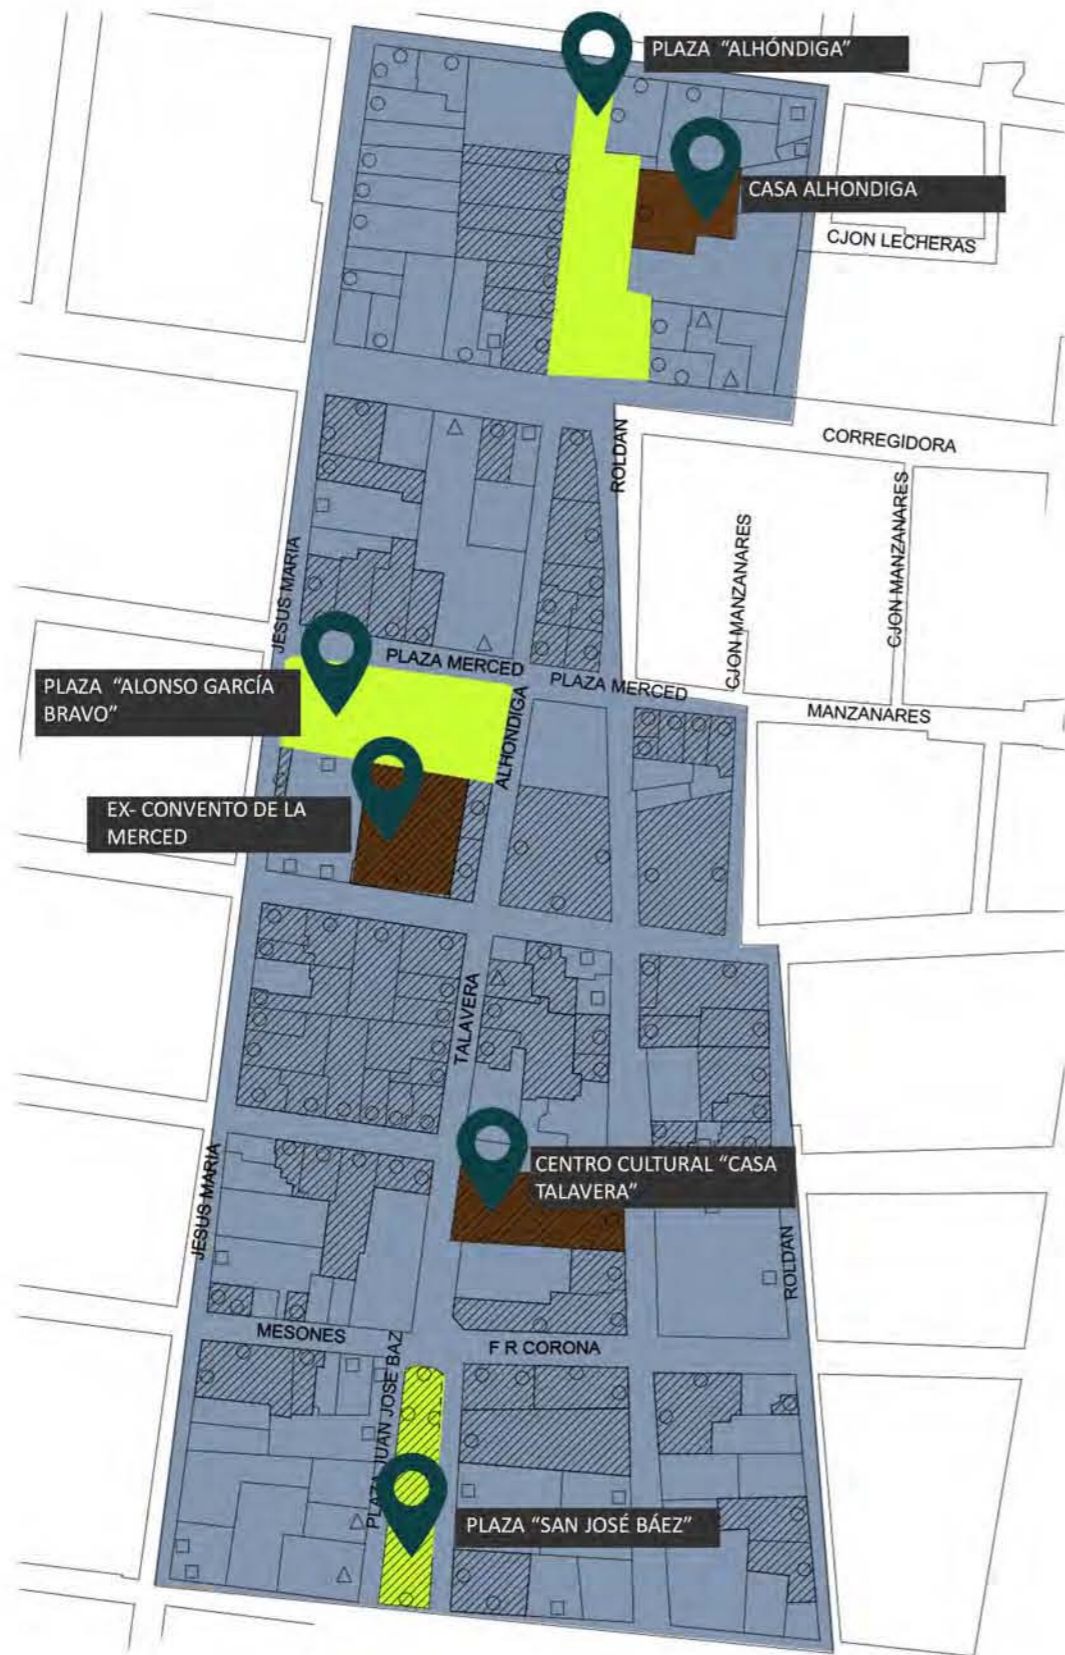 PLAZA “ALHÓNDIGA”
CASA ALHONDIGA
CJON LECHERAS
CORREGIDORA
ROLDAN
CJON MANZANARES
CJON MANZANARES
JESUS MARIA
PLAZA MERCED
PLAZA MERCED
PLAZA “ALONSO GARCÍA
BRAVO”
MANZANARES
ALHONDIGA
EX- CONVENTO DE LA
MERCED
TALAVERA
CENTRO CULTURAL “CASA
TALAVERA”
JESUS MARIA
ROLDAN
MESONES
F R CORONA
PLAZA JUAN JOSE BAZ
PLAZA “SAN JOSÉ BÁEZ”